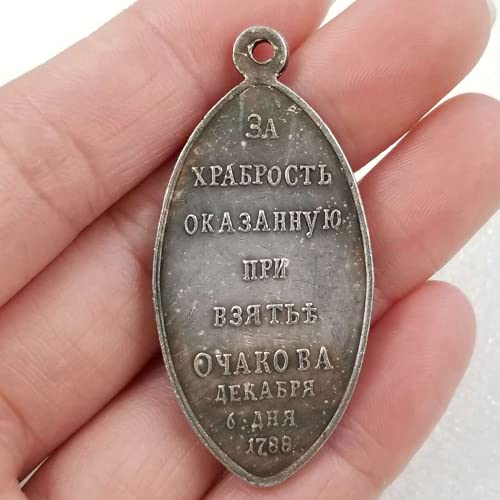 ЗА
ХРАБРОСТЬ
ОКАЗАННУЮ
ПРИ
ВЗЯТЬѢ
ОЧАКОВА
ДЕКАБРЯ
6. ДНЯ
1788